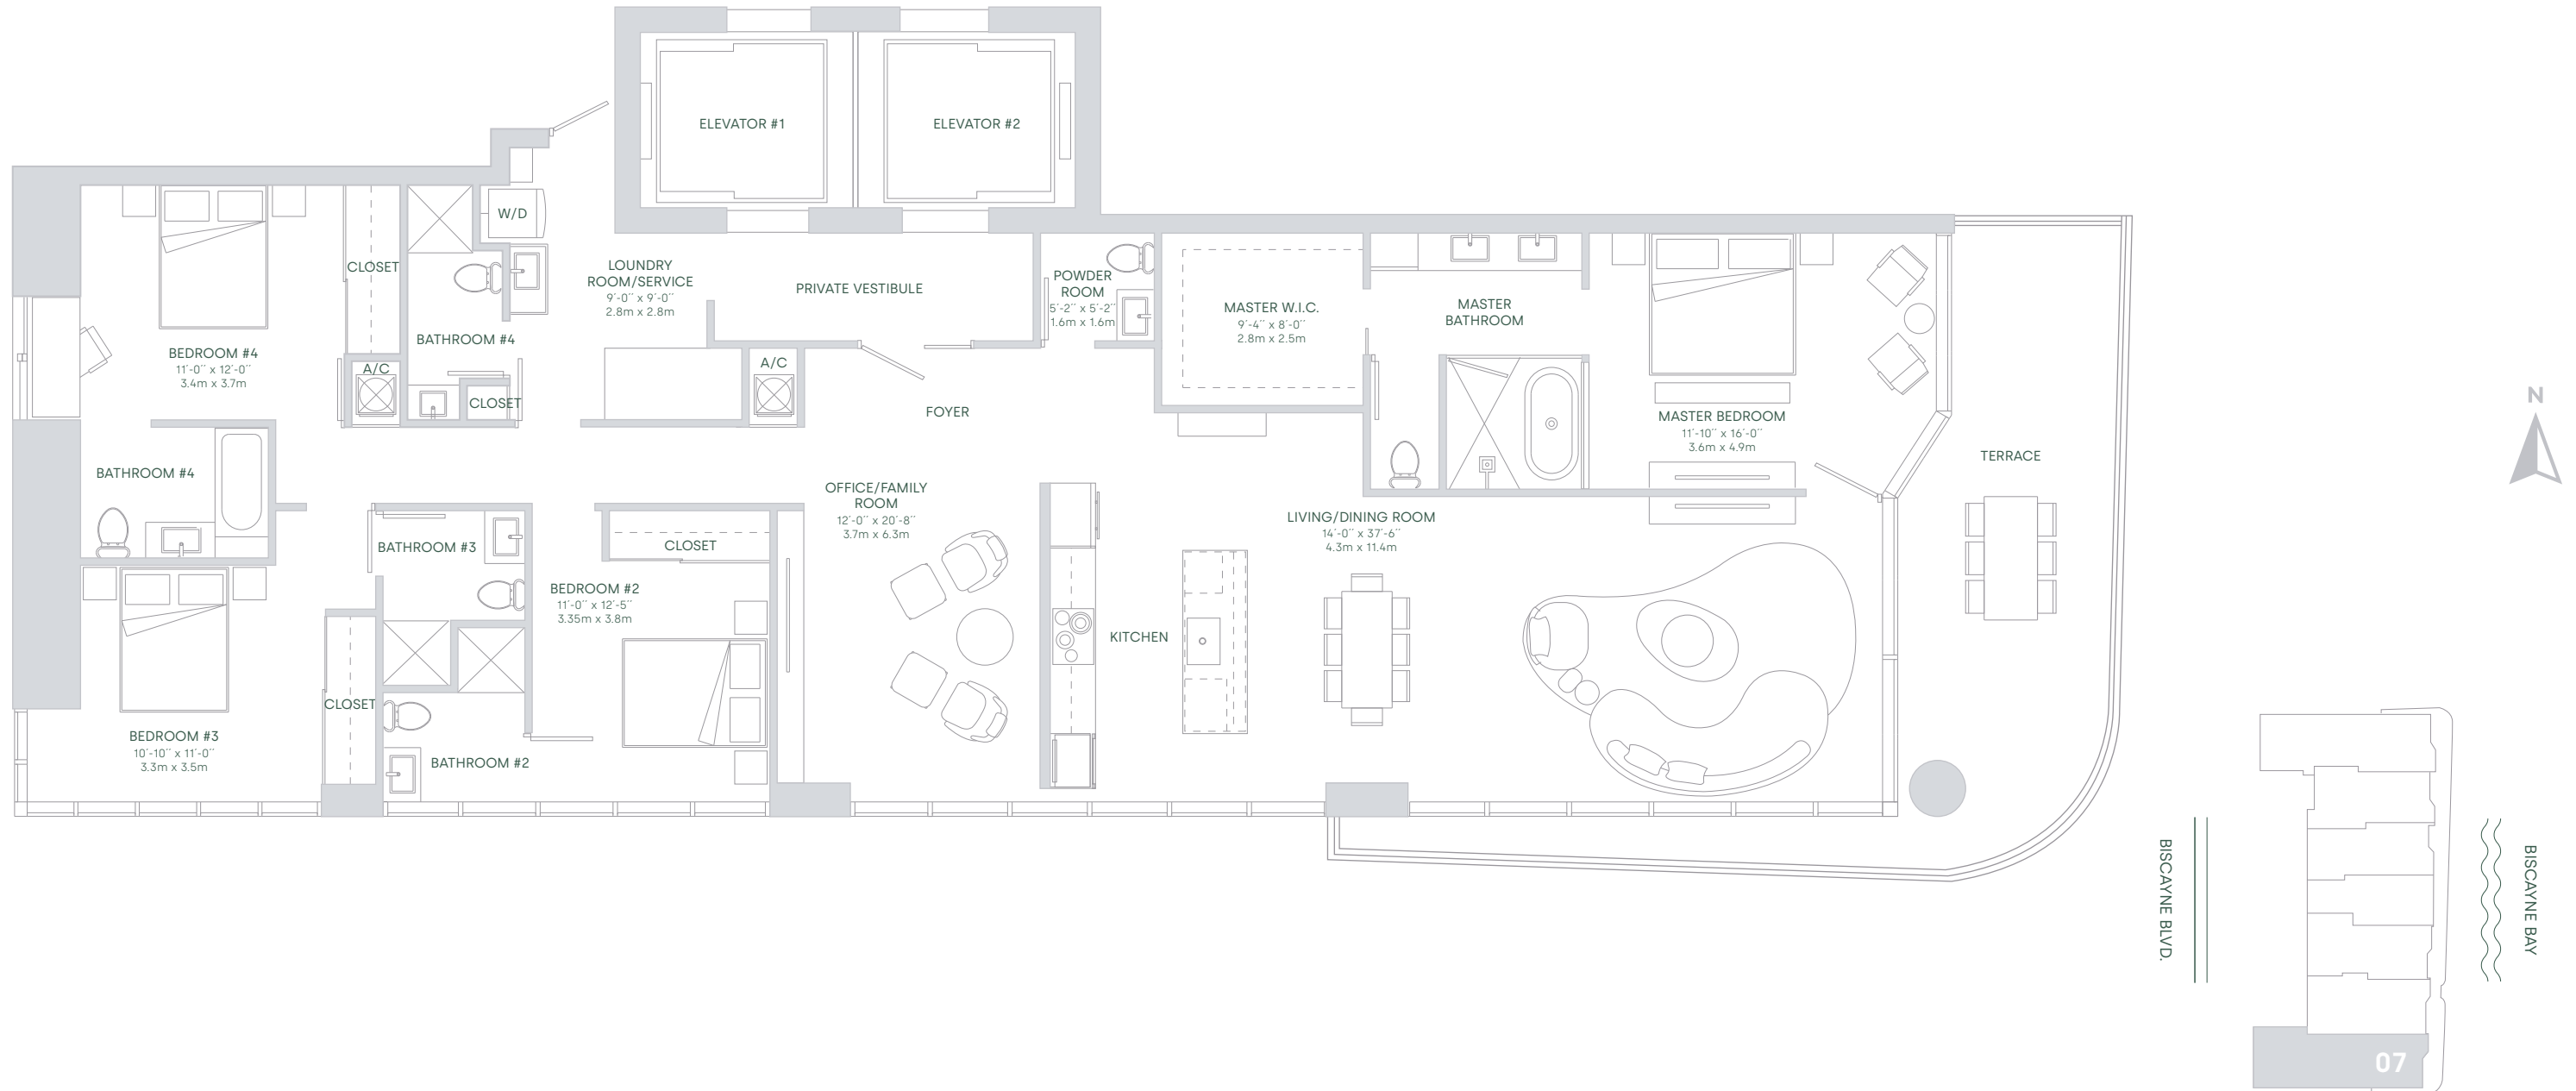 ELEVATOR #1
ELEVATOR #2
W/D
CLOSET
LOUNDRY
ROOM/SERVICE
9´-0´´ x 9´-0´´
2.8m x 2.8m
PRIVATE VESTIBULE
POWDER
ROOM
5´-2´´ x 5´-2´´
1.6m x 1.6m
MASTER W.I.C.
9´-4´´ x 8´-0´´
2.8m x 2.5m
MASTER
BATHROOM
BEDROOM #4
11´-0´´ x 12´-0´´
3.4m x 3.7m
BATHROOM #4
A/C
A/C
CLOSET
FOYER
MASTER BEDROOM
11´-10´´ x 16´-0´´
3.6m x 4.9m
TERRACE
N
BATHROOM #4
OFFICE/FAMILY
ROOM
12´-0´´ x 20´-8´´
3.7m x 6.3m
LIVING/DINING ROOM
14´-0´´ x 37´-6´´
4.3m x 11.4m
BATHROOM #3
CLOSET
BEDROOM #2
11´-0´´ x 12´-5´´
3.35m x 3.8m
KITCHEN
CLOSET
BEDROOM #3
10´-10´´ x 11´-0´´
3.3m x 3.5m
BATHROOM #2
BISCAYNE BLVD.
BISCAYNE BAY
07